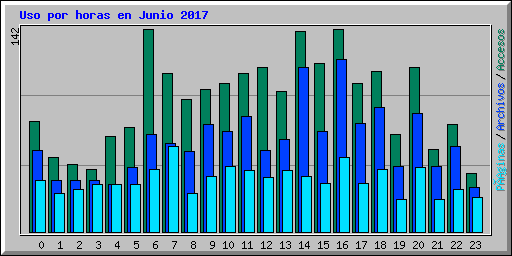 Uso por horas en Junio 2017
142
Páginas / Archivos / Accesos
0 1 2 3 4 5 6 7 8 9 10 11 12 13 14 15 16 17 18 19 20 21 22 23